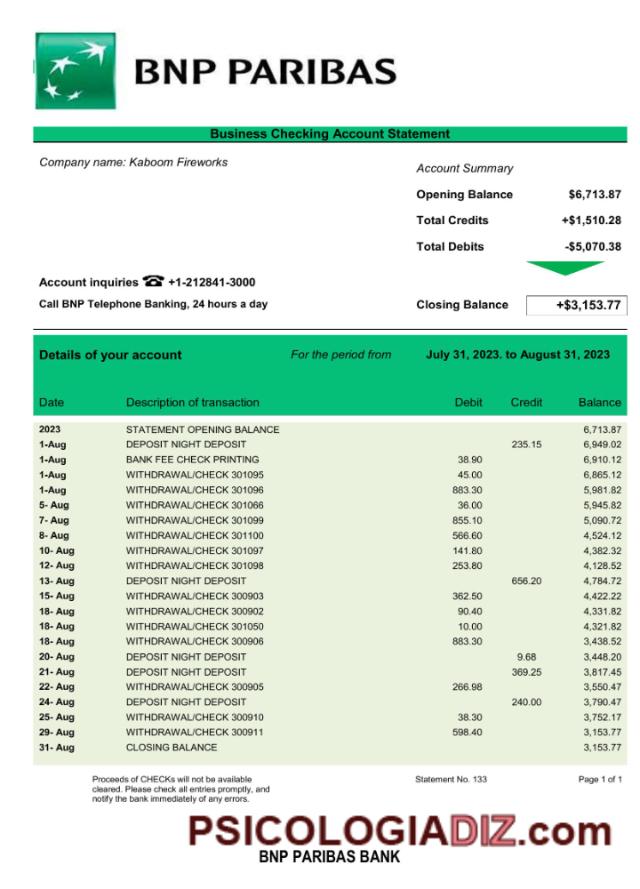 BNP PARIBAS
Business Checking Account Statement
Company name: Kaboom Fireworks
Account Summary
Opening Balance $6,713.87
Total Credits +$1,510.28
Total Debits -$5,070.38
Account inquiries ☎ +1-212841-3000
Call BNP Telephone Banking, 24 hours a day
Closing Balance +$3,153.77
Details of your account For the period from July 31, 2023. to August 31, 2023
Date Description of transaction Debit Credit Balance
2023 STATEMENT OPENING BALANCE 6,713.87
1-Aug DEPOSIT NIGHT DEPOSIT 235.15 6,949.02
1-Aug BANK FEE CHECK PRINTING 38.90 6,910.12
1-Aug WITHDRAWAL/CHECK 301095 45.00 6,865.12
1-Aug WITHDRAWAL/CHECK 301096 883.30 5,981.82
5- Aug WITHDRAWAL/CHECK 301066 36.00 5,945.82
7- Aug WITHDRAWAL/CHECK 301099 855.10 5,090.72
8- Aug WITHDRAWAL/CHECK 301100 566.60 4,524.12
10- Aug WITHDRAWAL/CHECK 301097 141.80 4,382.32
12- Aug WITHDRAWAL/CHECK 301098 253.80 4,128.52
13- Aug DEPOSIT NIGHT DEPOSIT 656.20 4,784.72
15- Aug WITHDRAWAL/CHECK 300903 362.50 4,422.22
18- Aug WITHDRAWAL/CHECK 300902 90.40 4,331.82
18- Aug WITHDRAWAL/CHECK 301050 10.00 4,321.82
18- Aug WITHDRAWAL/CHECK 300906 883.30 3,438.52
20- Aug DEPOSIT NIGHT DEPOSIT 9.68 3,448.20
21- Aug DEPOSIT NIGHT DEPOSIT 369.25 3,817.45
22- Aug WITHDRAWAL/CHECK 300905 266.98 3,550.47
24- Aug DEPOSIT NIGHT DEPOSIT 240.00 3,790.47
25- Aug WITHDRAWAL/CHECK 300910 38.30 3,752.17
29- Aug WITHDRAWAL/CHECK 300911 598.40 3,153.77
31- Aug CLOSING BALANCE 3,153.77
Proceeds of CHECKs will not be available
cleared. Please check all entries promptly, and
notify the bank immediately of any errors.
Statement No. 133 Page 1 of 1
PSICOLOGIADIZ.com
BNP PARIBAS BANK